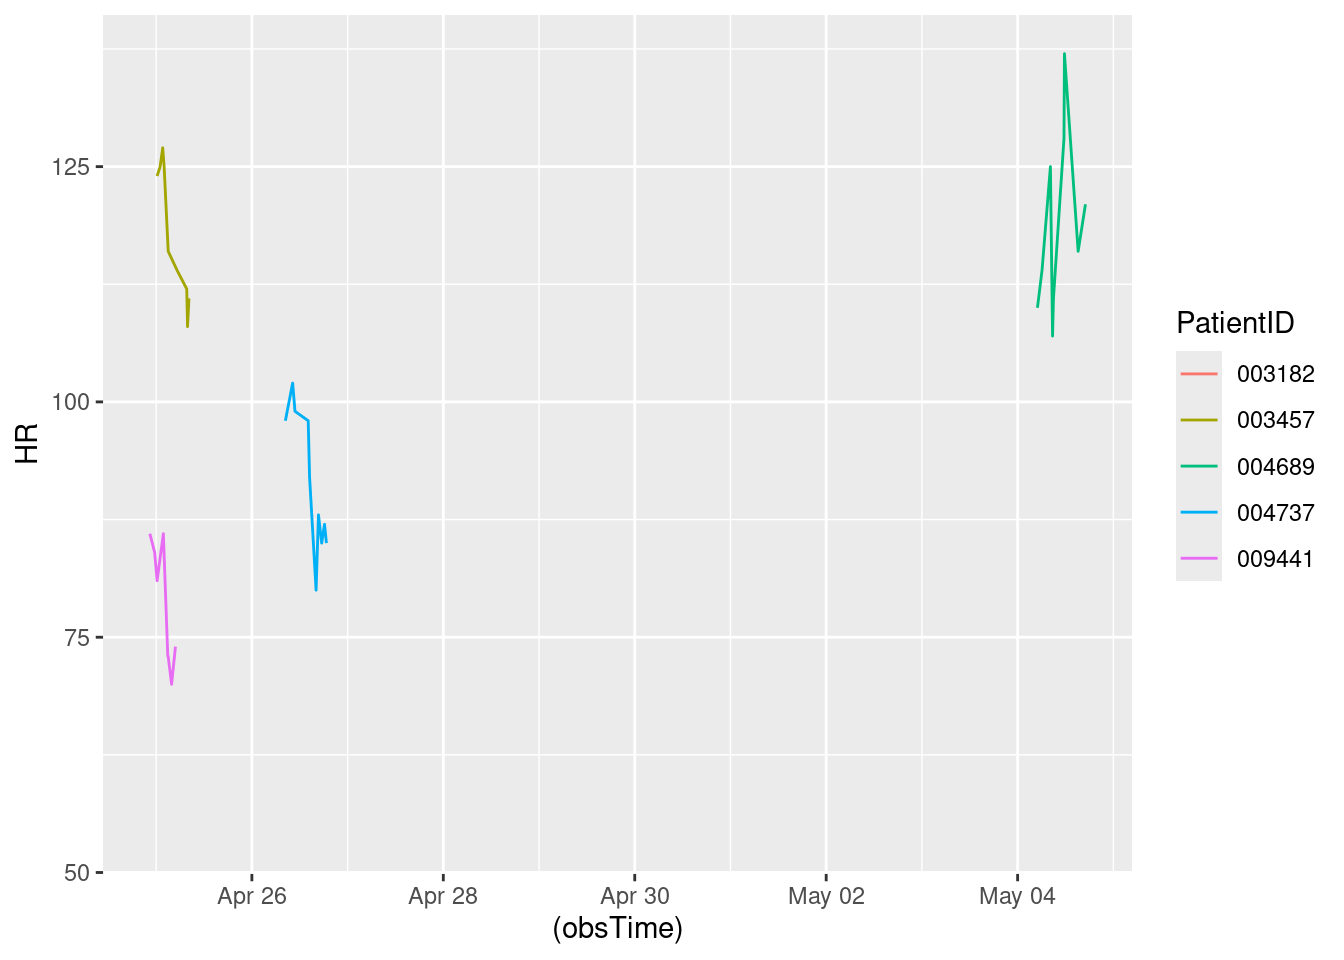 125
100
75
50
HR
Apr 26
Apr 28
Apr 30
May 02
May 04
(obsTime)
PatientID
003182
003457
004689
004737
009441